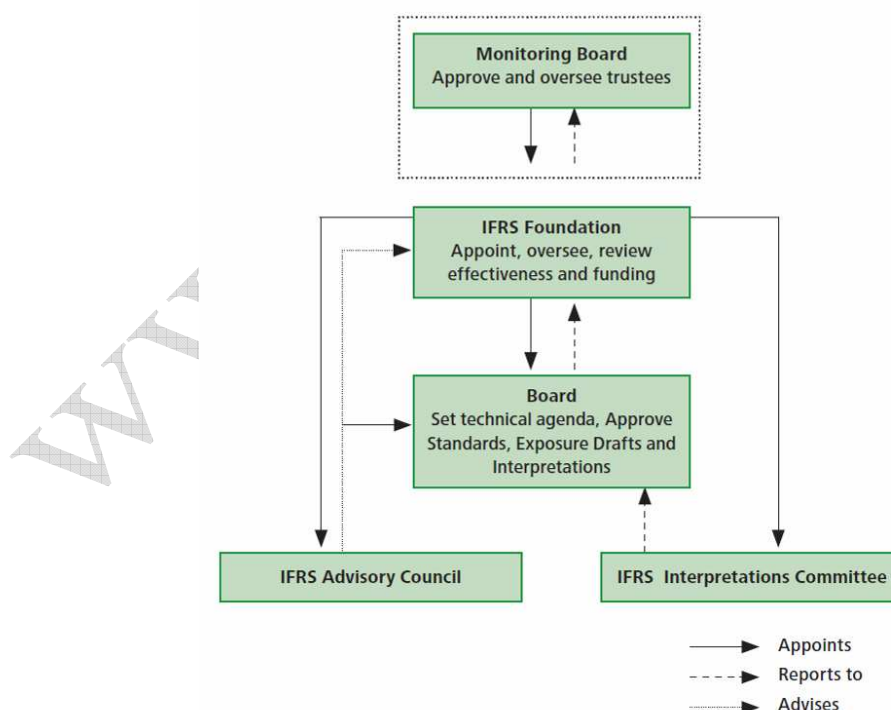 Monitoring Board
Approve and oversee trustees
IFRS Foundation
Appoint, oversee, review
effectiveness and funding
Board
Set technical agenda, Approve
Standards, Exposure Drafts and
Interpretations
IFRS Advisory Council
IFRS Interpretations Committee
Appoints
Reports to
Advises